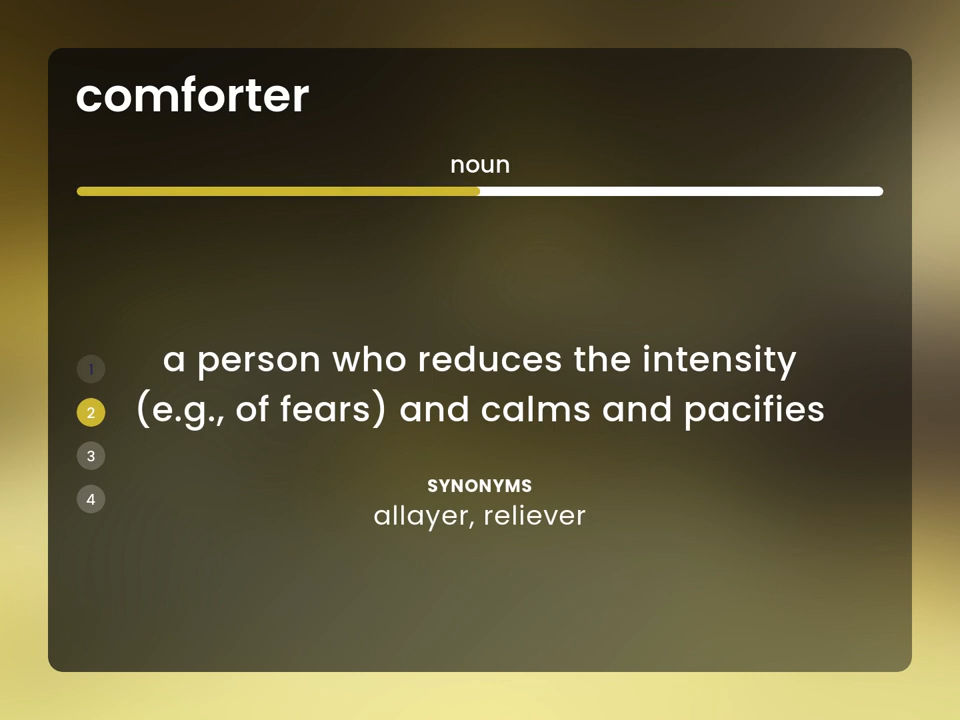 comforter
noun
1
a person who reduces the intensity
2
(e.g., of fears) and calms and pacifies
3
4
SYNONYMS
allayer, reliever